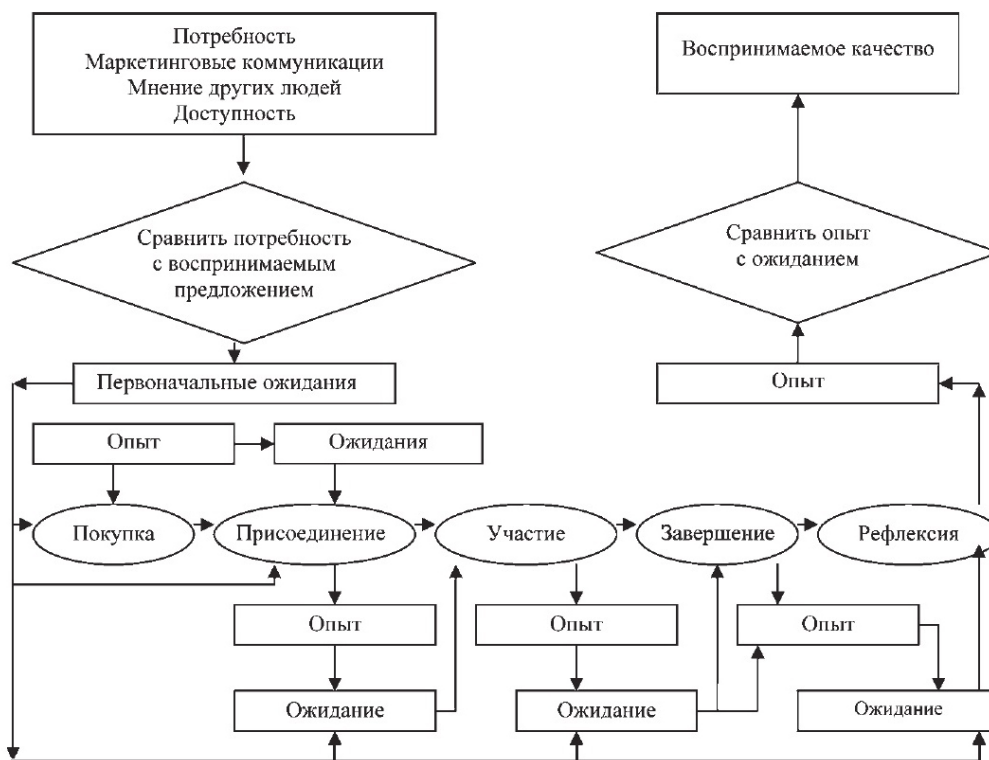 Потребность
Маркетинговые коммуникации
Мнение других людей
Доступность
Воспринимаемое качество
Сравнить потребность
с воспринимаемым
предложением
Сравнить опыт
с ожиданием
Первоначальные ожидания
Опыт
Опыт
Ожидания
Покупка
Присоединение
Участие
Завершение
Рефлексия
Опыт
Опыт
Опыт
Ожидание
Ожидание
Ожидание